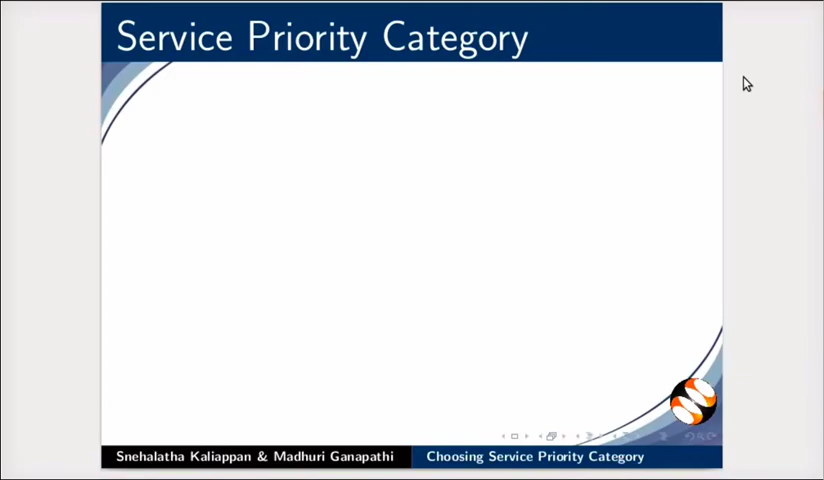 Service Priority Category
Snehalatha Kaliappan & Madhuri Ganapathi
Choosing Service Priority Category